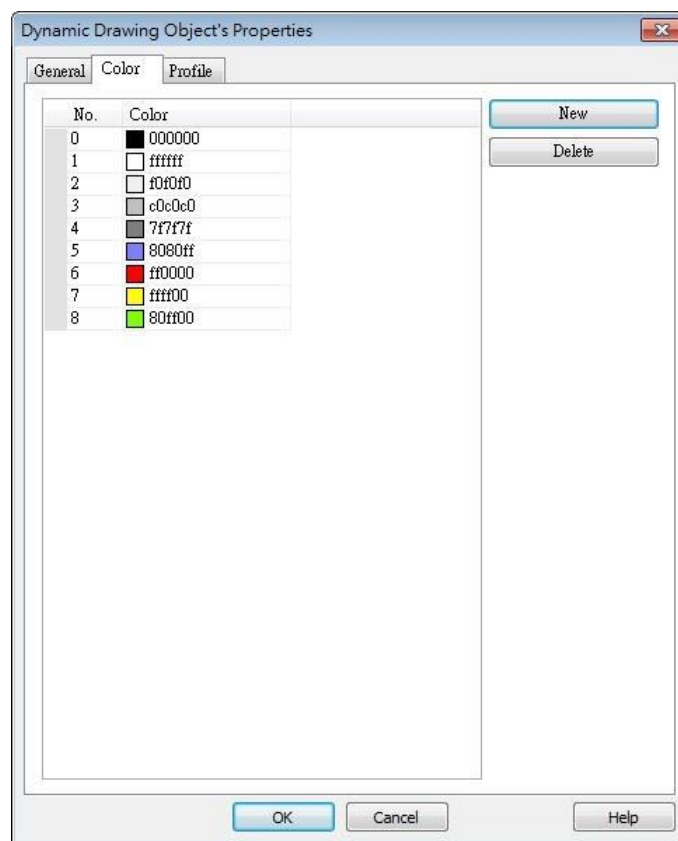 Dynamic Drawing Object's Properties
General Color Profile
No. Color
0 000000
1 ffffff
2 f0f0f0
3 c0c0c0
4 7f7f7f
5 8080ff
6 ff0000
7 ffff00
8 80ff00
New
Delete
OK Cancel Help